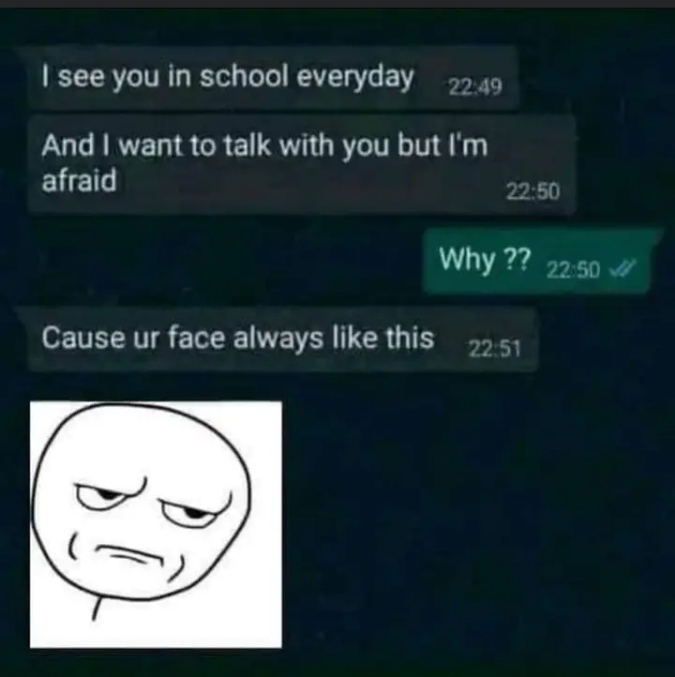 I see you in school everyday 22:49
And I want to talk with you but I'm
afraid 22:50
Why ?? 22:50
Cause ur face always like this 22:51